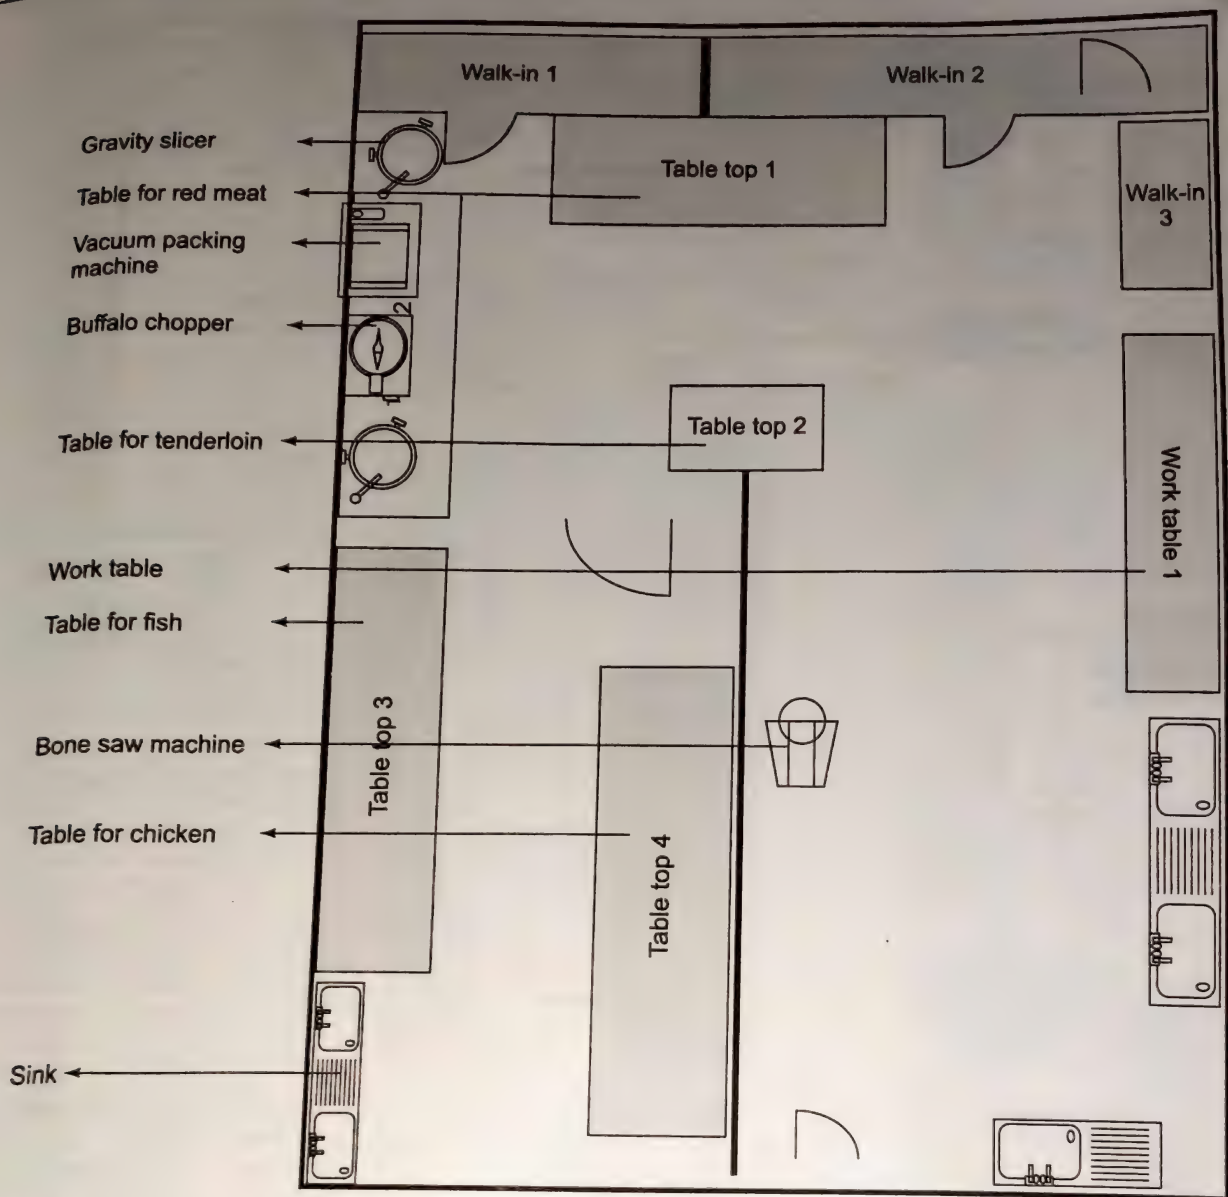 Walk-in 1
Walk-in 2
Gravity slicer
Table for red meat
Table top 1
Walk-in
3
Vacuum packing
machine
Buffalo chopper
2
Table for tenderloin
Table top 2
Work table 1
Work table
Table for fish
Table top 3
Bone saw machine
Table for chicken
Table top 4
Sink